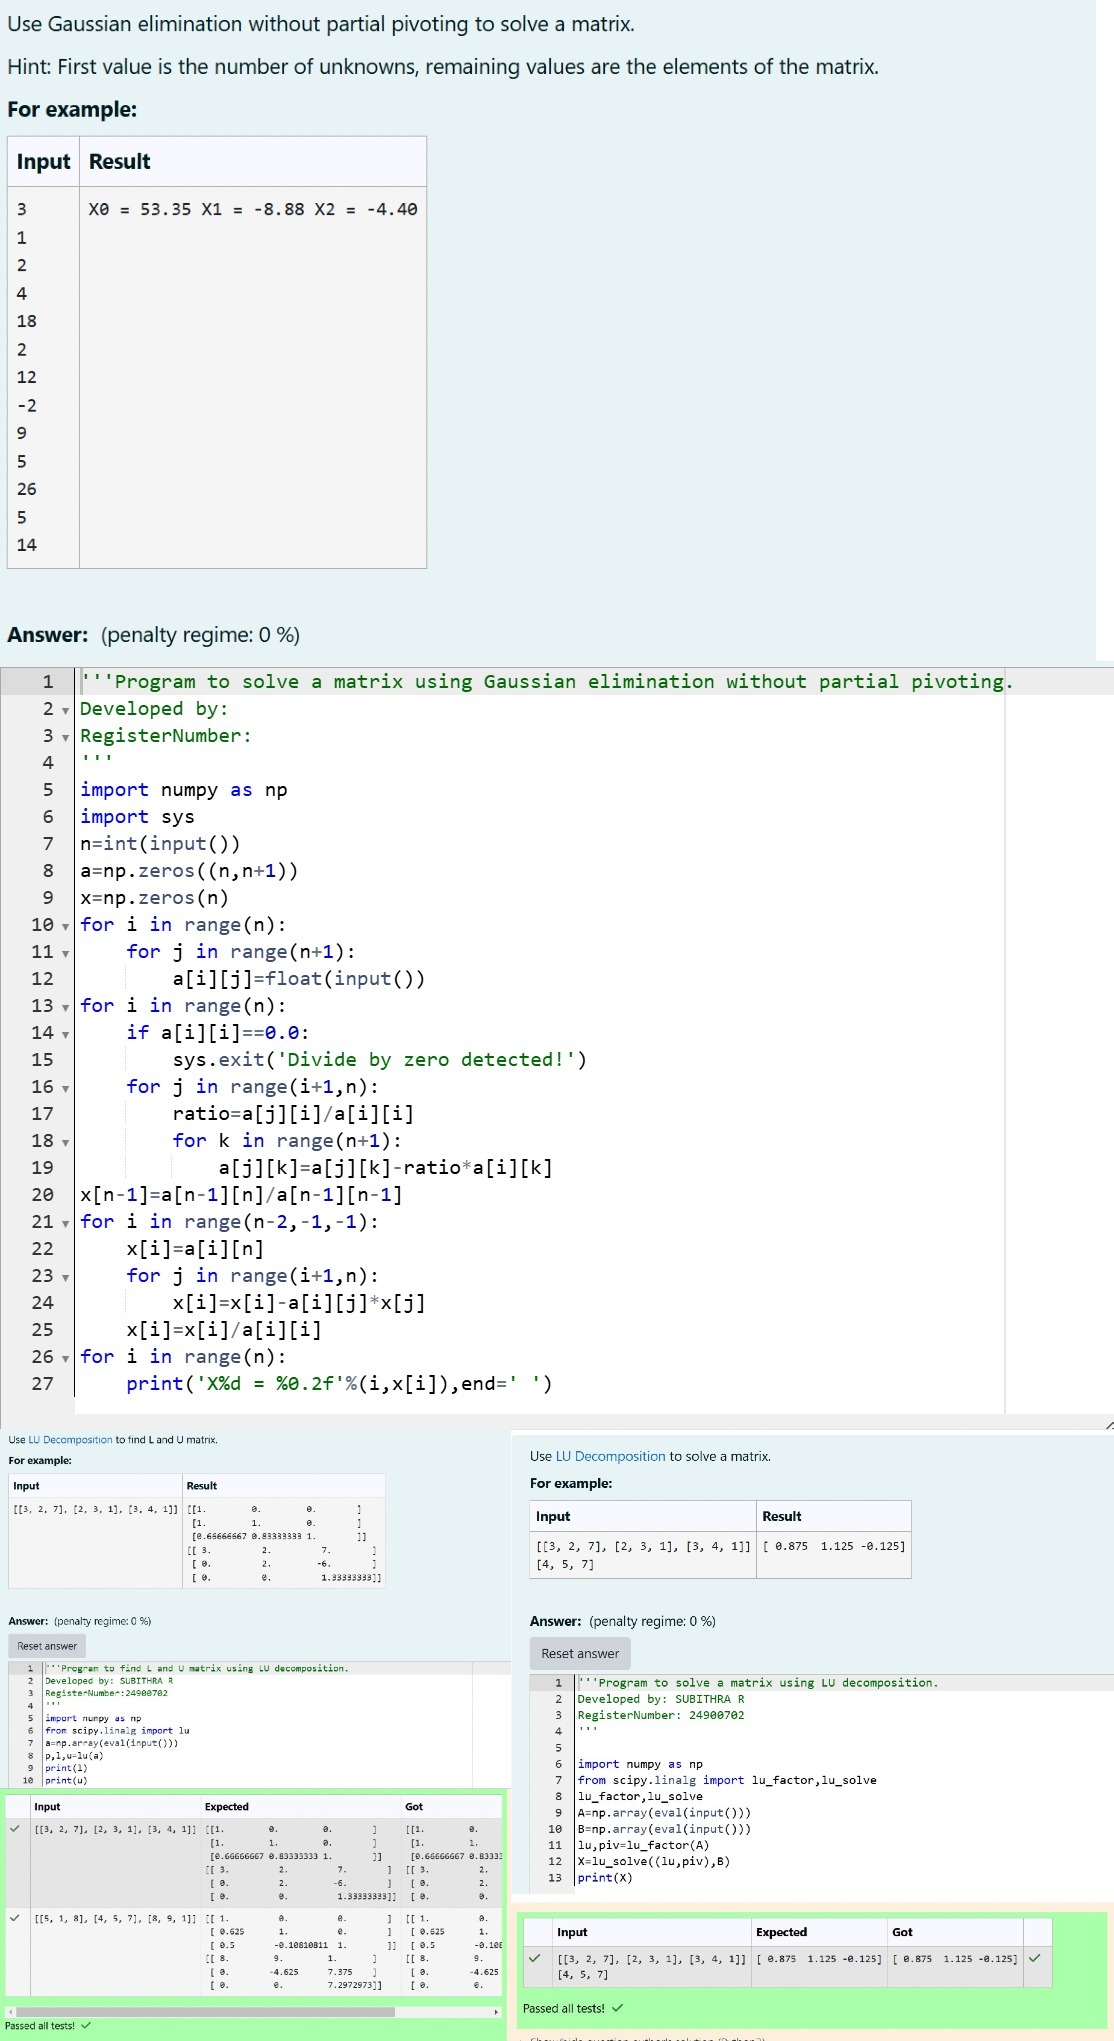 Use Gaussian elimination without partial pivoting to solve a matrix.
Hint: First value is the number of unknowns, remaining values are the elements of the matrix.
For example:
Input Result
3 X0 = 53.35 X1 = -8.88 X2 = -4.40
1
2
4
18
2
12
-2
9
5
26
5
14
Answer: (penalty regime: 0 %)
1 '''Program to solve a matrix using Gaussian elimination without partial pivoting.
2 Developed by:
3 RegisterNumber:
4 '''
5 import numpy as np
6 import sys
7 n=int(input())
8 a=np.zeros((n,n+1))
9 x=np.zeros(n)
10 for i in range(n):
11     for j in range(n+1):
12         a[i][j]=float(input())
13 for i in range(n):
14     if a[i][i]==0.0:
15         sys.exit('Divide by zero detected!')
16     for j in range(i+1,n):
17         ratio=a[j][i]/a[i][i]
18         for k in range(n+1):
19             a[j][k]=a[j][k]-ratio*a[i][k]
20 x[n-1]=a[n-1][n]/a[n-1][n-1]
21 for i in range(n-2,-1,-1):
22     x[i]=a[i][n]
23     for j in range(i+1,n):
24         x[i]=x[i]-a[i][j]*x[j]
25     x[i]=x[i]/a[i][i]
26 for i in range(n):
27     print('X%d = %0.2f'%(i,x[i]),end=' ')
Use LU Decomposition to find L and U matrix.
For example:
Input Result
[[3, 2, 7], [2, 3, 1], [3, 4, 1]] [[1. 0. 0. ]
[1. 1. 0. ]
[0.66666667 0.83333333 1. ]]
[[ 3. 2. 7. ]
[ 0. 2. -6. ]
[ 0. 0. 1.33333333]]
Answer: (penalty regime: 0 %)
Reset answer
1 '''Program to find L and U matrix using LU decomposition.
2 Developed by: SUBITHRA R
3 RegisterNumber:24900702
4 '''
5 import numpy as np
6 from scipy.linalg import lu
7 a=np.array(eval(input()))
8 p,l,u=lu(a)
9 print(l)
10 print(u)
Input Expected Got
[[3, 2, 7], [2, 3, 1], [3, 4, 1]] [[1. 0. 0. ] [[1. 0.
[1. 1. 0. ] [1. 1.
[0.66666667 0.83333333 1. ]] [0.66666667 0.83333
[[ 3. 2. 7. ] [[ 3. 2.
[ 0. 2. -6. ] [ 0. 2.
[ 0. 0. 1.33333333]] [ 0. 0.
[[5, 1, 8], [4, 5, 7], [8, 9, 1]] [[ 1. 0. 0. ] [[ 1. 0.
[ 0.625 1. 0. ] [ 0.625 1.
[ 0.5 -0.10810811 1. ]] [ 0.5 -0.108
[[ 8. 9. 1. ] [[ 8. 9.
[ 0. -4.625 7.375 ] [ 0. -4.625
[ 0. 0. 7.2972973]] [ 0. 0.
Passed all tests!
Use LU Decomposition to solve a matrix.
For example:
Input Result
[[3, 2, 7], [2, 3, 1], [3, 4, 1]] [ 0.875 1.125 -0.125]
[4, 5, 7]
Answer: (penalty regime: 0 %)
Reset answer
1 '''Program to solve a matrix using LU decomposition.
2 Developed by: SUBITHRA R
3 RegisterNumber: 24900702
4 '''
5
6 import numpy as np
7 from scipy.linalg import lu_factor,lu_solve
8 lu_factor,lu_solve
9 A=np.array(eval(input()))
10 B=np.array(eval(input()))
11 lu,piv=lu_factor(A)
12 X=lu_solve((lu,piv),B)
13 print(X)
Input Expected Got
[[3, 2, 7], [2, 3, 1], [3, 4, 1]] [ 0.875 1.125 -0.125] [ 0.875 1.125 -0.125]
[4, 5, 7]
Passed all tests!